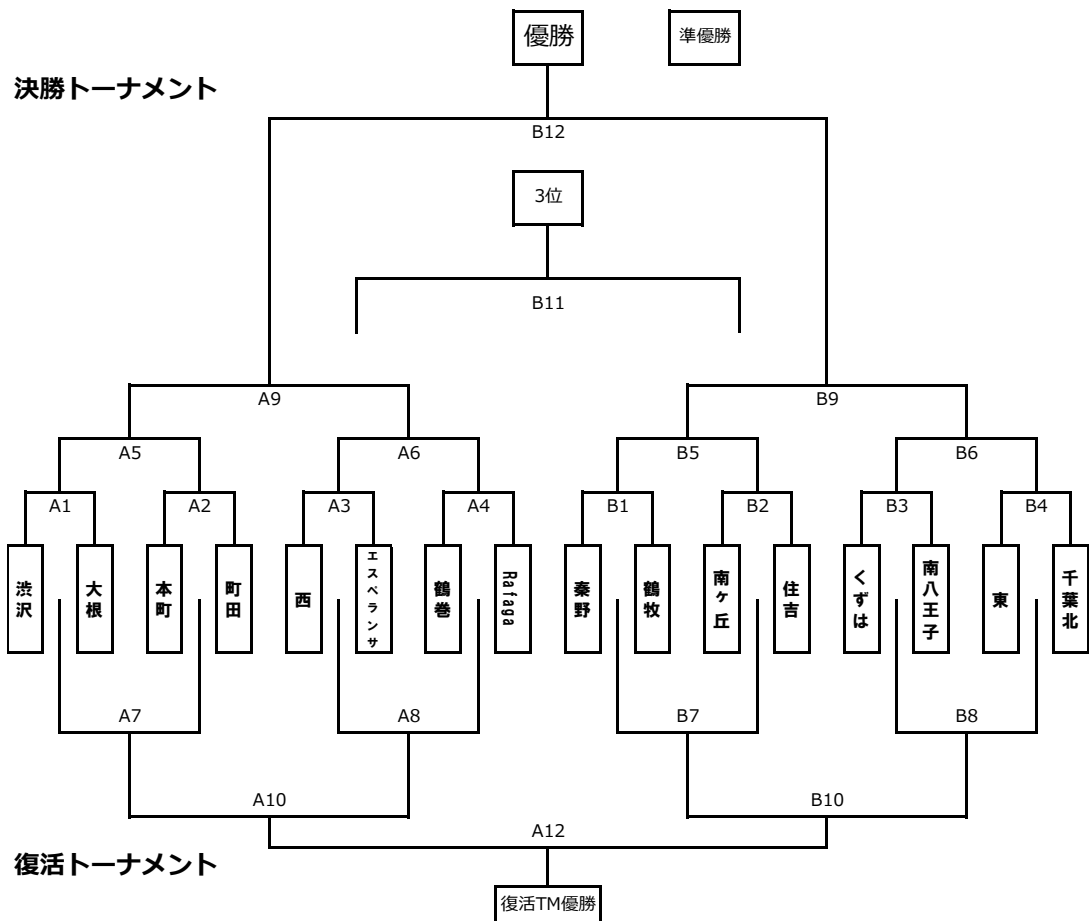 優勝
準優勝
決勝トーナメント
B12
3位
B11
A9
B9
A5
A6
B5
B6
A1
A2
A3
A4
B1
B2
B3
B4
渋沢
大根
本町
町田
西
エスペランサ
鶴巻
Rafaga
秦野
鶴牧
南ヶ丘
住吉
くずは
南八王子
東
千葉北
A7
A8
B7
B8
A10
B10
A12
復活トーナメント
復活TM優勝